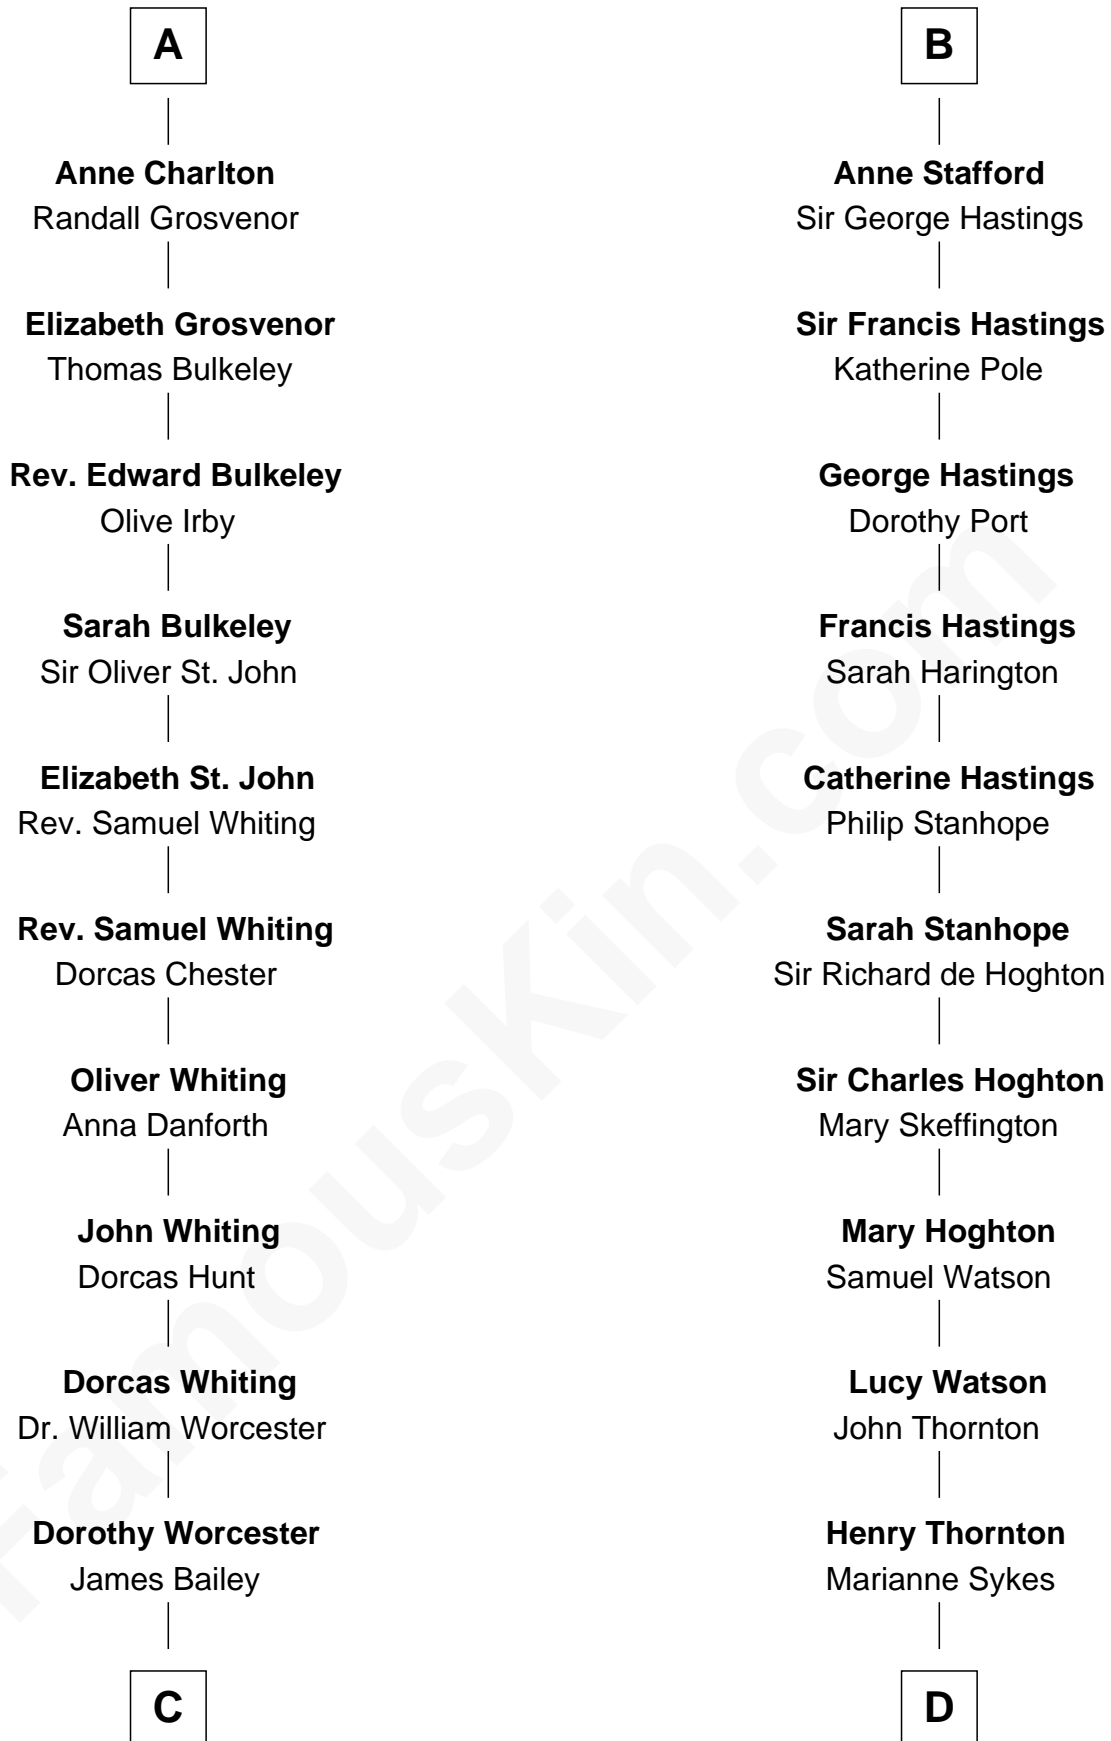 A
Anne Charlton
Randall Grosvenor
Elizabeth Grosvenor
Thomas Bulkeley
Rev. Edward Bulkeley
Olive Irby
Sarah Bulkeley
Sir Oliver St. John
Elizabeth St. John
Rev. Samuel Whiting
Rev. Samuel Whiting
Dorcas Chester
Oliver Whiting
Anna Danforth
John Whiting
Dorcas Hunt
Dorcas Whiting
Dr. William Worcester
Dorothy Worcester
James Bailey
C
B
Anne Stafford
Sir George Hastings
Sir Francis Hastings
Katherine Pole
George Hastings
Dorothy Port
Francis Hastings
Sarah Harington
Catherine Hastings
Philip Stanhope
Sarah Stanhope
Sir Richard de Hoghton
Sir Charles Hoghton
Mary Skeffington
Mary Hoghton
Samuel Watson
Lucy Watson
John Thornton
Henry Thornton
Marianne Sykes
D
FamousKin.com